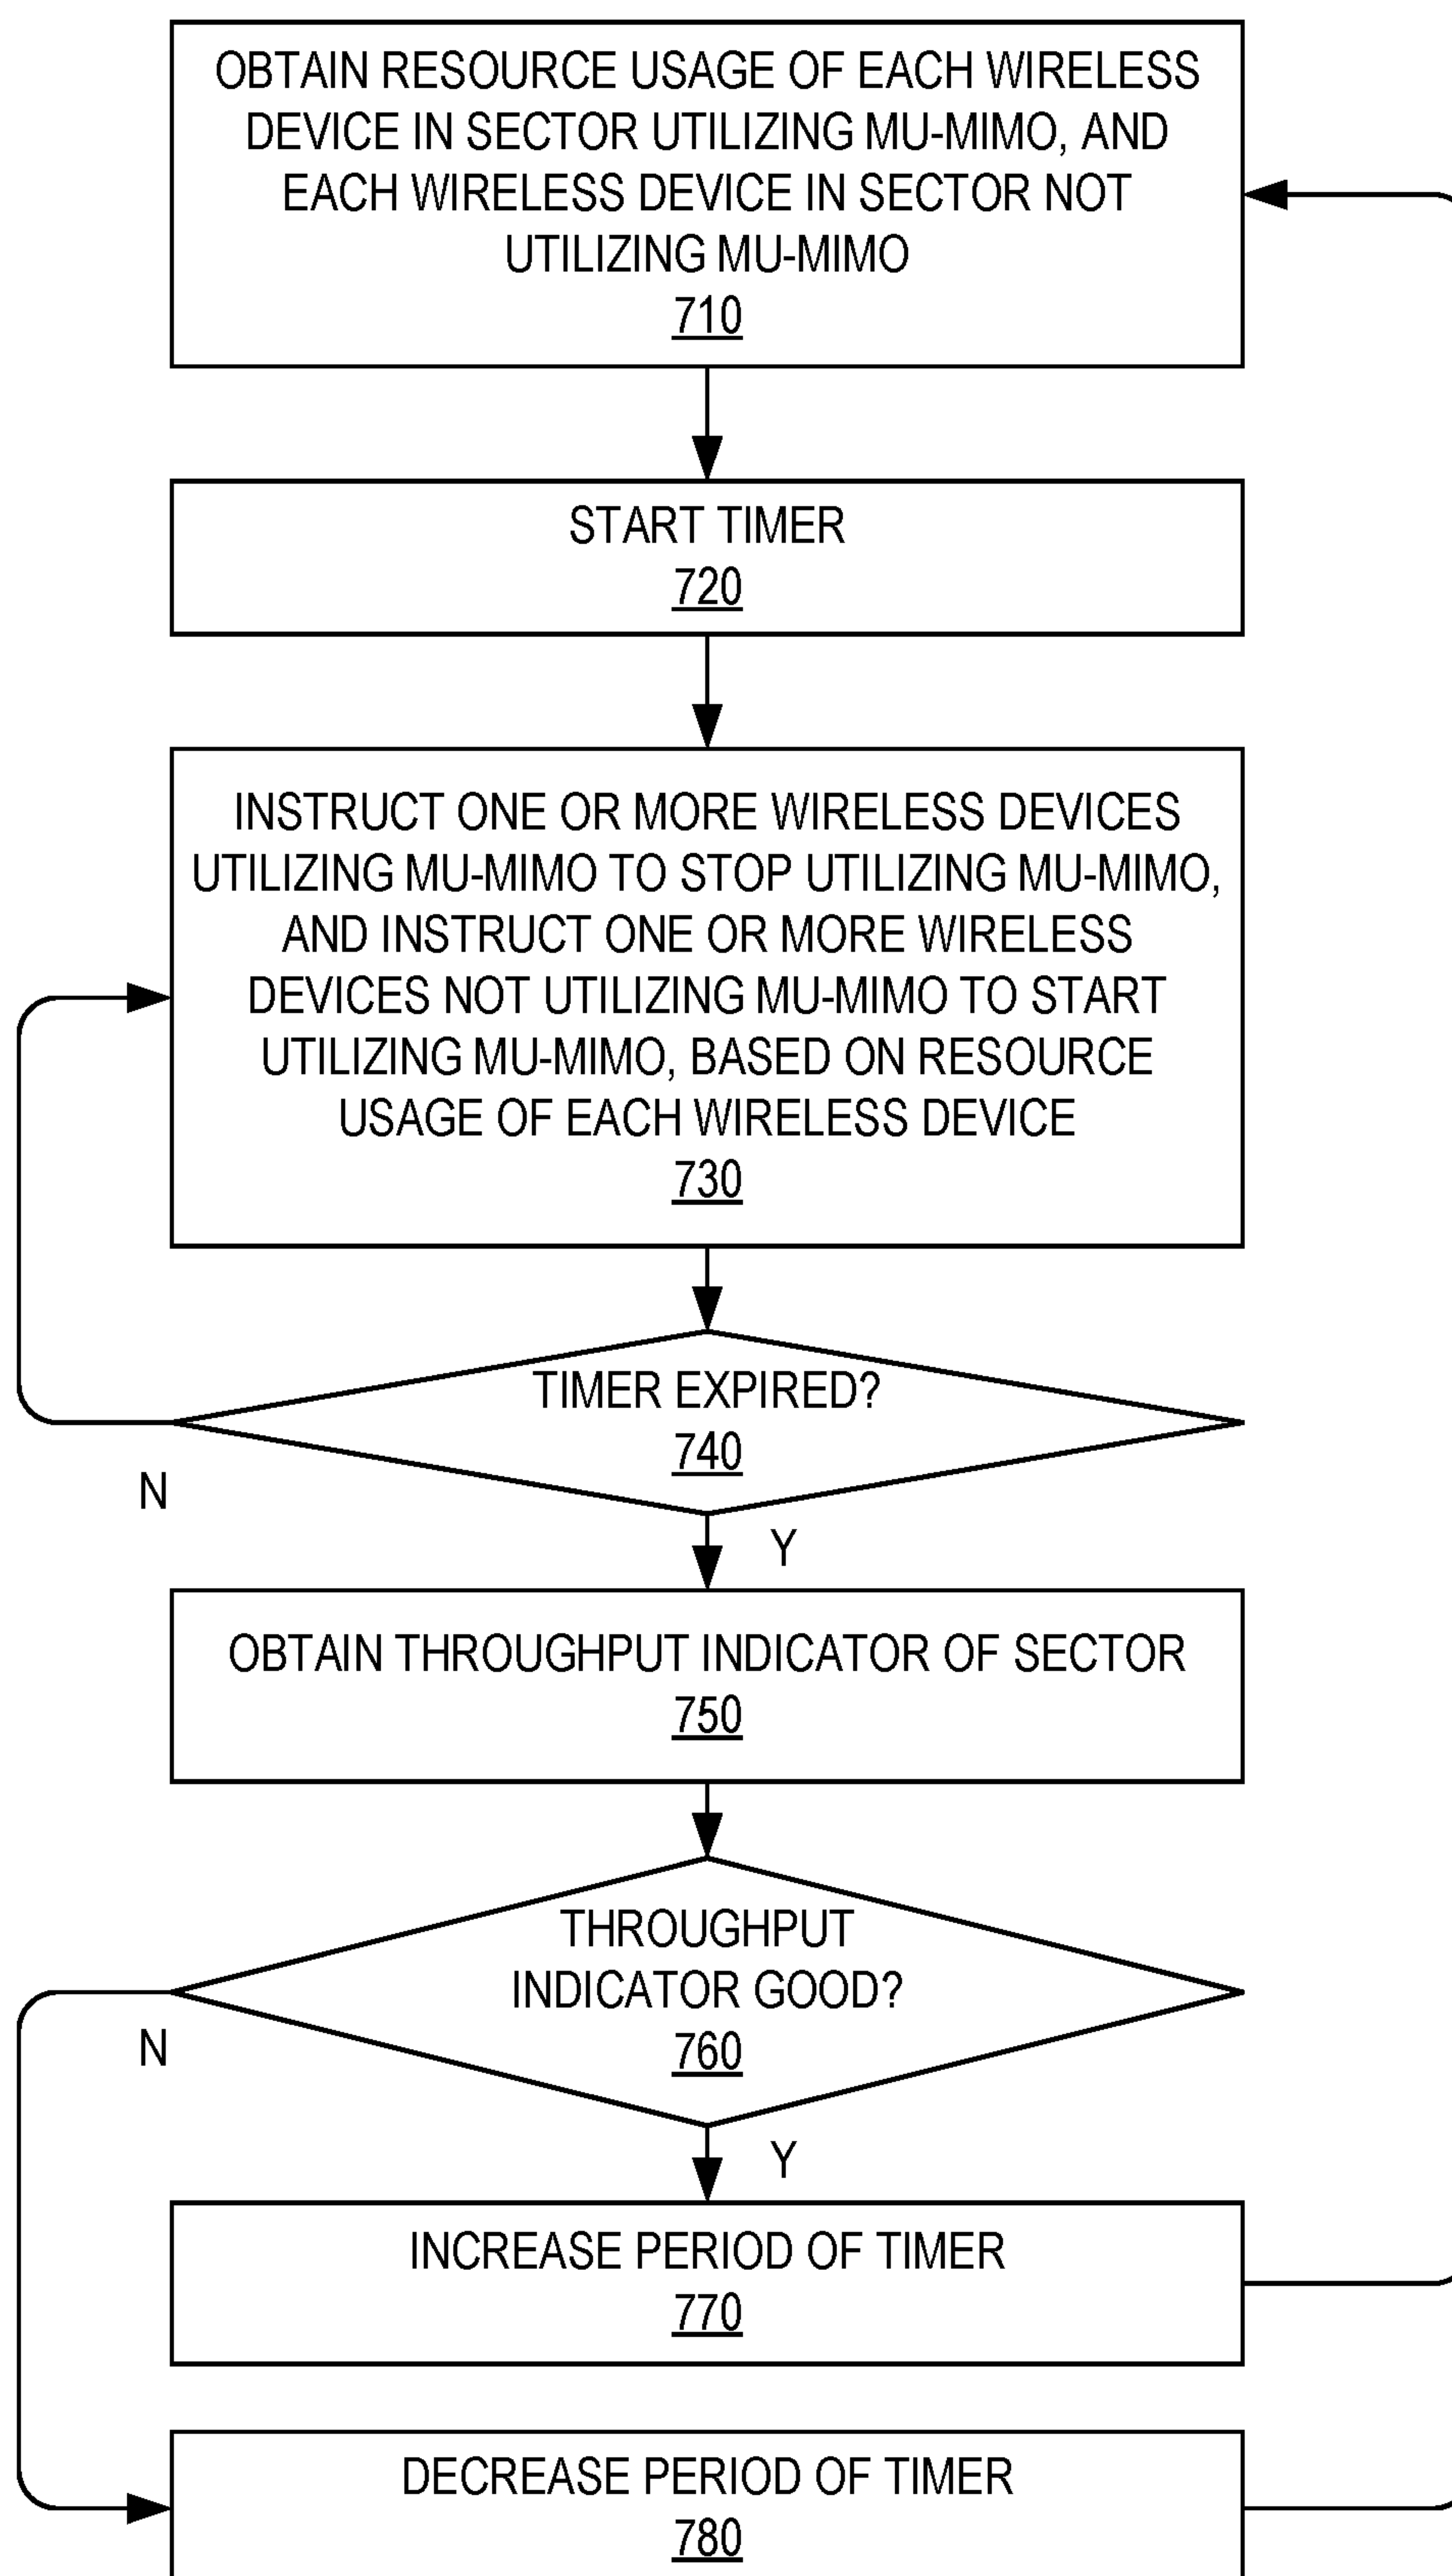 OBTAIN RESOURCE USAGE OF EACH WIRELESS
DEVICE IN SECTOR UTILIZING MU-MIMO, AND
EACH WIRELESS DEVICE IN SECTOR NOT
UTILIZING MU-MIMO
710
START TIMER
720
INSTRUCT ONE OR MORE WIRELESS DEVICES
UTILIZING MU-MIMO TO STOP UTILIZING MU-MIMO,
AND INSTRUCT ONE OR MORE WIRELESS
DEVICES NOT UTILIZING MU-MIMO TO START
UTILIZING MU-MIMO, BASED ON RESOURCE
USAGE OF EACH WIRELESS DEVICE
730
TIMER EXPIRED?
740
N
Y
OBTAIN THROUGHPUT INDICATOR OF SECTOR
750
THROUGHPUT
INDICATOR GOOD?
760
N
Y
INCREASE PERIOD OF TIMER
770
DECREASE PERIOD OF TIMER
780